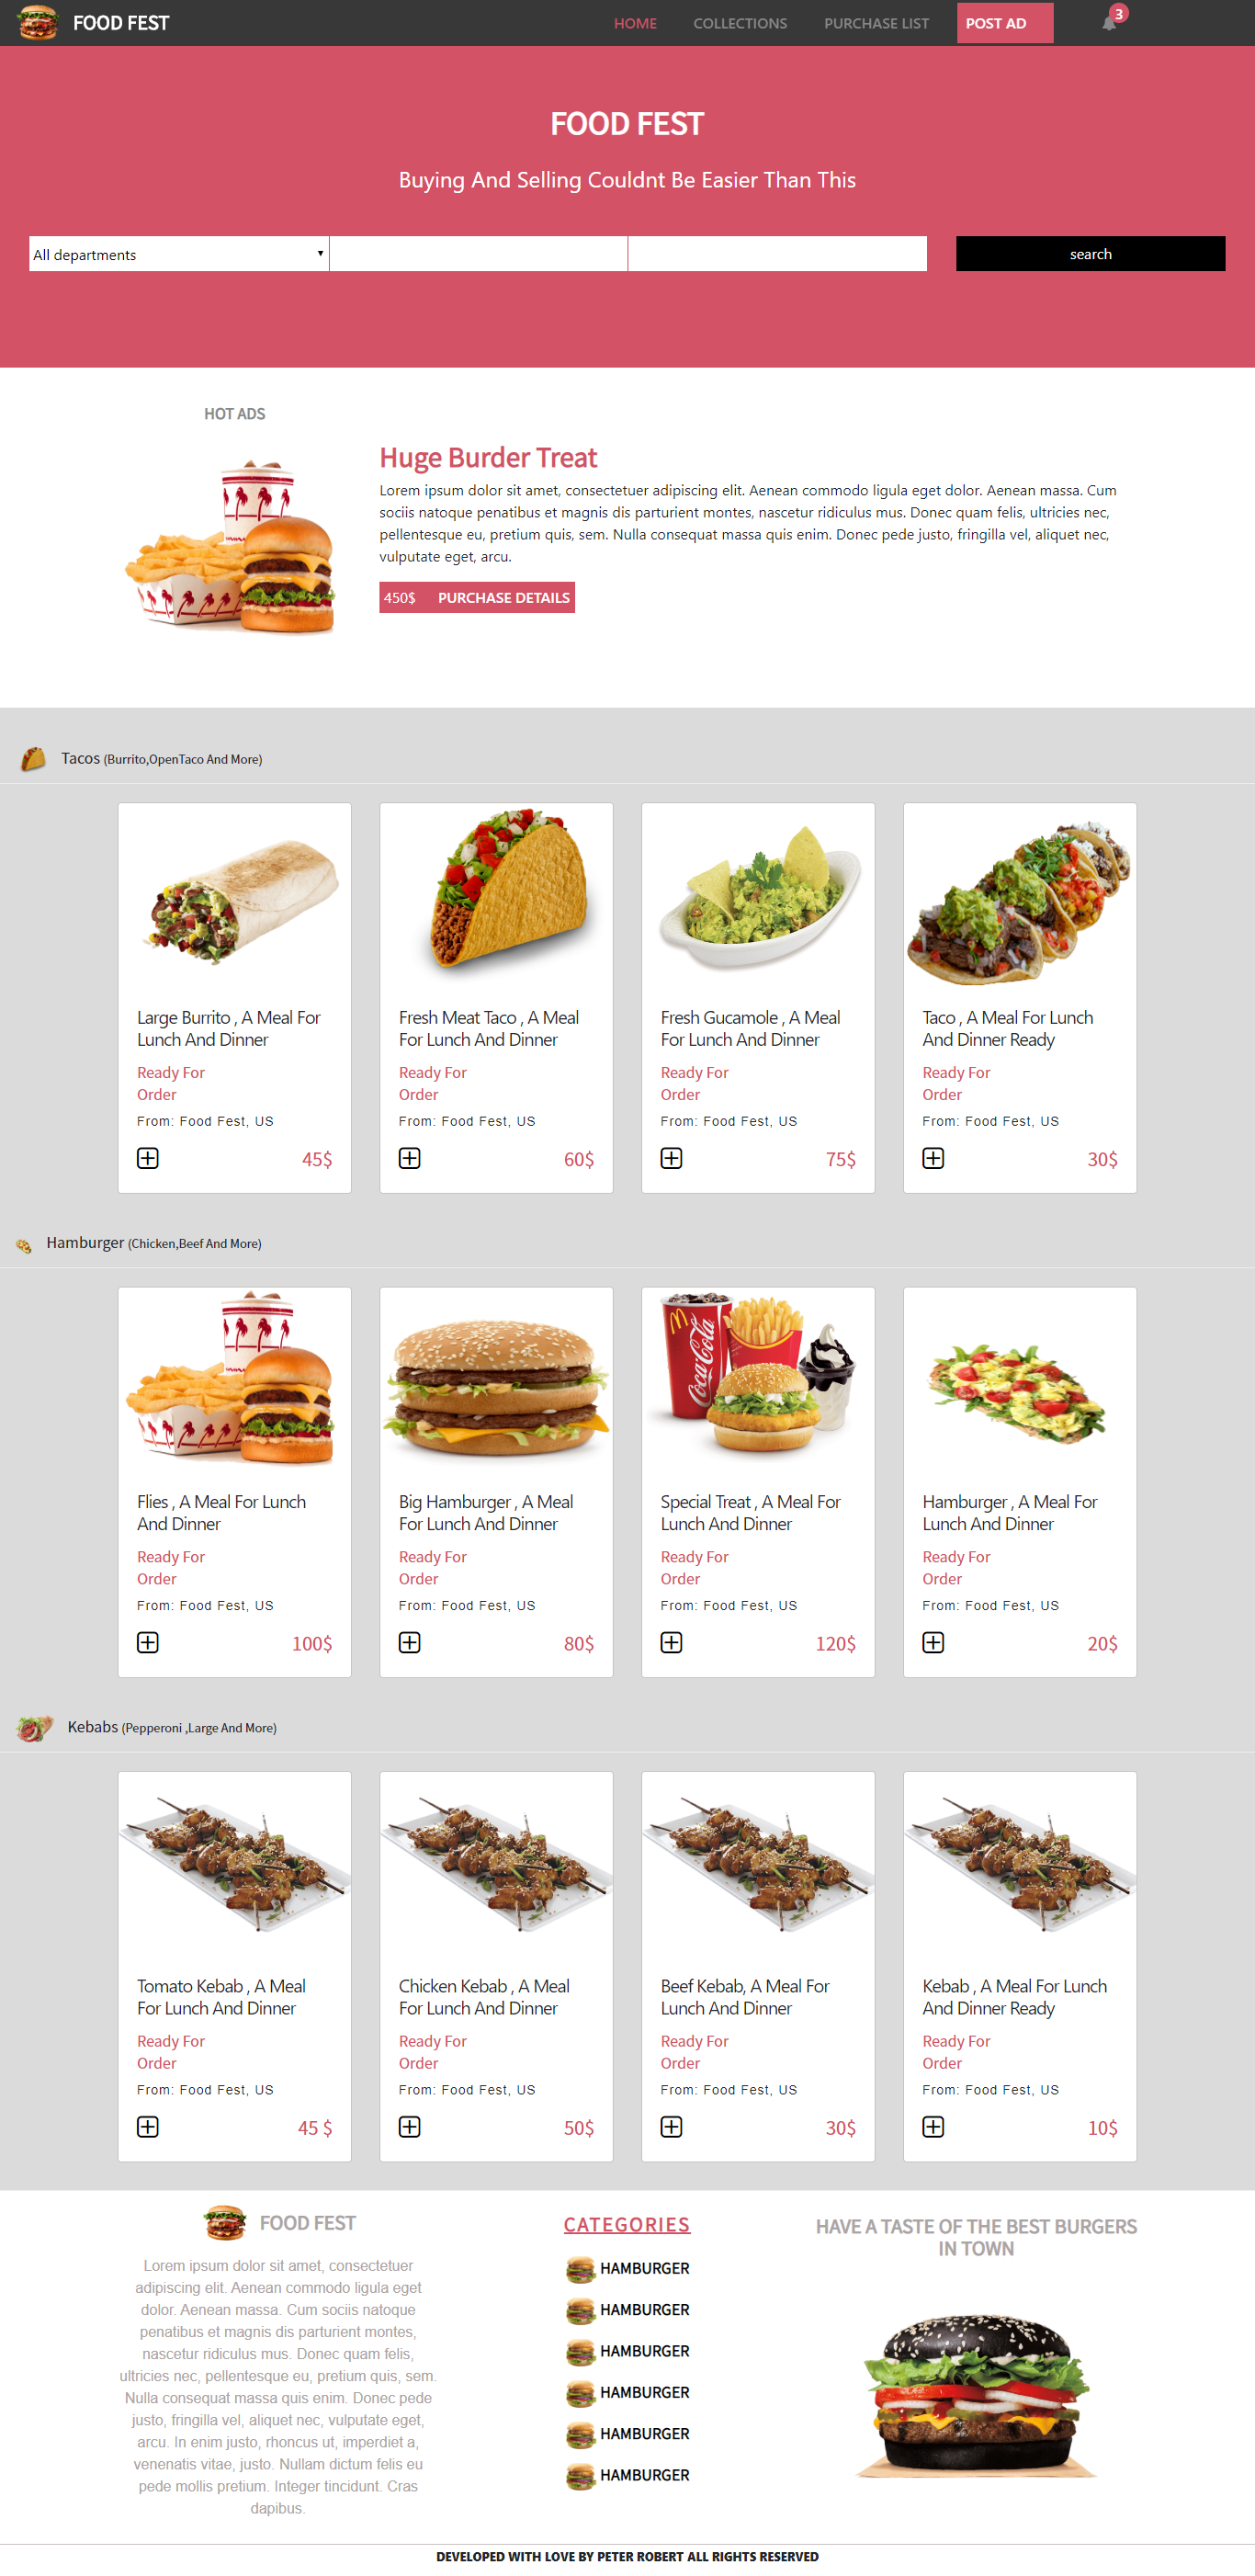 FOOD FEST
HOME COLLECTIONS PURCHASE LIST POST AD 3
FOOD FEST
Buying And Selling Couldnt Be Easier Than This
All departments search
HOT ADS
Huge Burder Treat
Lorem ipsum dolor sit amet, consectetuer adipiscing elit. Aenean commodo ligula eget dolor. Aenean massa. Cum
sociis natoque penatibus et magnis dis parturient montes, nascetur ridiculus mus. Donec quam felis, ultricies nec,
pellentesque eu, pretium quis, sem. Nulla consequat massa quis enim. Donec pede justo, fringilla vel, aliquet nec,
vulputate eget, arcu.
450$ PURCHASE DETAILS
Tacos (Burrito,OpenTaco And More)
Large Burrito , A Meal For
Lunch And Dinner
Ready For
Order
From: Food Fest, US
45$
Fresh Meat Taco , A Meal
For Lunch And Dinner
Ready For
Order
From: Food Fest, US
60$
Fresh Gucamole , A Meal
For Lunch And Dinner
Ready For
Order
From: Food Fest, US
75$
Taco , A Meal For Lunch
And Dinner Ready
Ready For
Order
From: Food Fest, US
30$
Hamburger (Chicken,Beef And More)
Flies , A Meal For Lunch
And Dinner
Ready For
Order
From: Food Fest, US
100$
Big Hamburger , A Meal
For Lunch And Dinner
Ready For
Order
From: Food Fest, US
80$
Coca-Cola
Special Treat , A Meal For
Lunch And Dinner
Ready For
Order
From: Food Fest, US
120$
Hamburger , A Meal For
Lunch And Dinner
Ready For
Order
From: Food Fest, US
20$
Kebabs (Pepperoni ,Large And More)
Tomato Kebab , A Meal
For Lunch And Dinner
Ready For
Order
From: Food Fest, US
45 $
Chicken Kebab , A Meal
For Lunch And Dinner
Ready For
Order
From: Food Fest, US
50$
Beef Kebab, A Meal For
Lunch And Dinner
Ready For
Order
From: Food Fest, US
30$
Kebab , A Meal For Lunch
And Dinner Ready
Ready For
Order
From: Food Fest, US
10$
FOOD FEST
Lorem ipsum dolor sit amet, consectetuer
adipiscing elit. Aenean commodo ligula eget
dolor. Aenean massa. Cum sociis natoque
penatibus et magnis dis parturient montes,
nascetur ridiculus mus. Donec quam felis,
ultricies nec, pellentesque eu, pretium quis, sem.
Nulla consequat massa quis enim. Donec pede
justo, fringilla vel, aliquet nec, vulputate eget,
arcu. In enim justo, rhoncus ut, imperdiet a,
venenatis vitae, justo. Nullam dictum felis eu
pede mollis pretium. Integer tincidunt. Cras
dapibus.
CATEGORIES
HAMBURGER
HAMBURGER
HAMBURGER
HAMBURGER
HAMBURGER
HAMBURGER
HAVE A TASTE OF THE BEST BURGERS
IN TOWN
DEVELOPED WITH LOVE BY PETER ROBERT ALL RIGHTS RESERVED